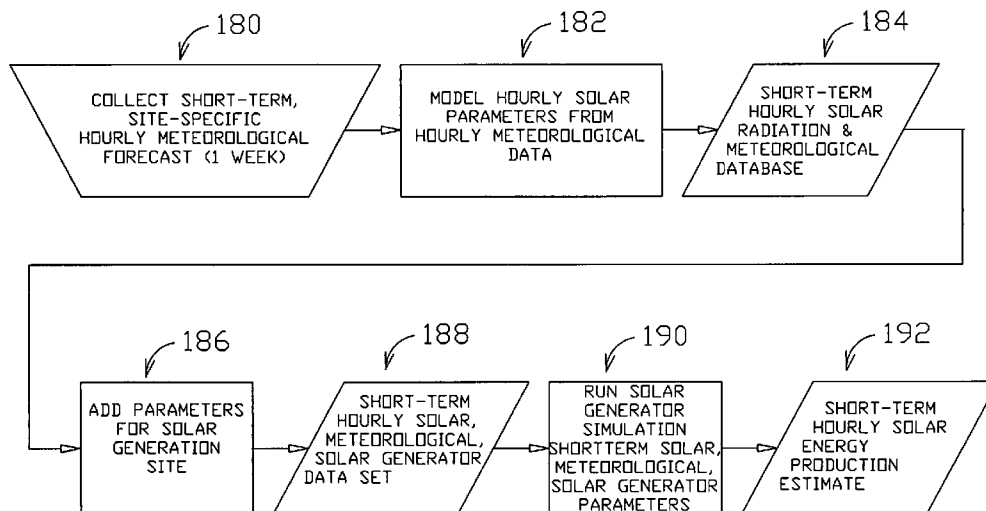 180
182
184
COLLECT SHORT-TERM,
SITE-SPECIFIC
HOURLY METEOROLOGICAL
FORECAST (1 WEEK)
MODEL HOURLY SOLAR
PARAMETERS FROM
HOURLY METEOROLOGICAL
DATA
SHORT-TERM
HOURLY SOLAR
RADIATION &
METEOROLOGICAL
DATABASE
186
188
190
192
ADD PARAMETERS
FOR SOLAR
GENERATION
SITE
SHORT-TERM
HOURLY SOLAR,
METEOROLOGICAL,
SOLAR GENERATOR
DATA SET
RUN SOLAR
GENERATOR
SIMULATION
SHORTTERM SOLAR,
METEOROLOGICAL,
SOLAR GENERATOR
PARAMETERS
SHORT-TERM
HOURLY SOLAR
ENERGY
PRODUCTION
ESTIMATE